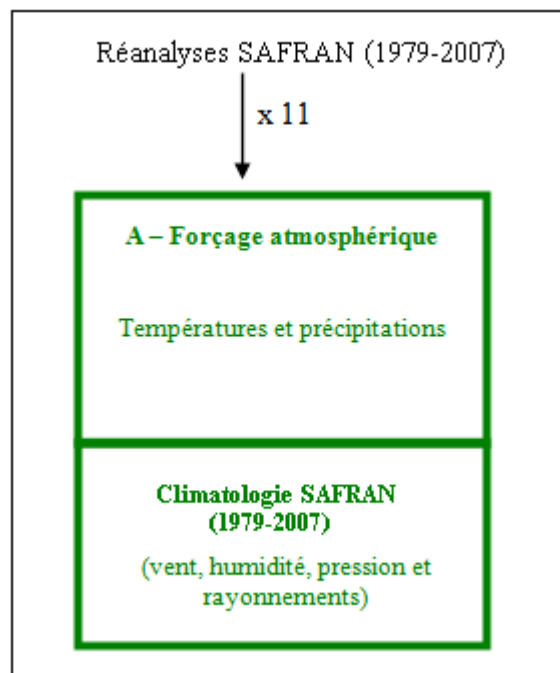 Réanalyses SAFRAN (1979-2007)
x 11
A – Forçage atmosphérique
Températures et précipitations
Climatologie SAFRAN
(1979-2007)
(vent, humidité, pression et
rayonnements)